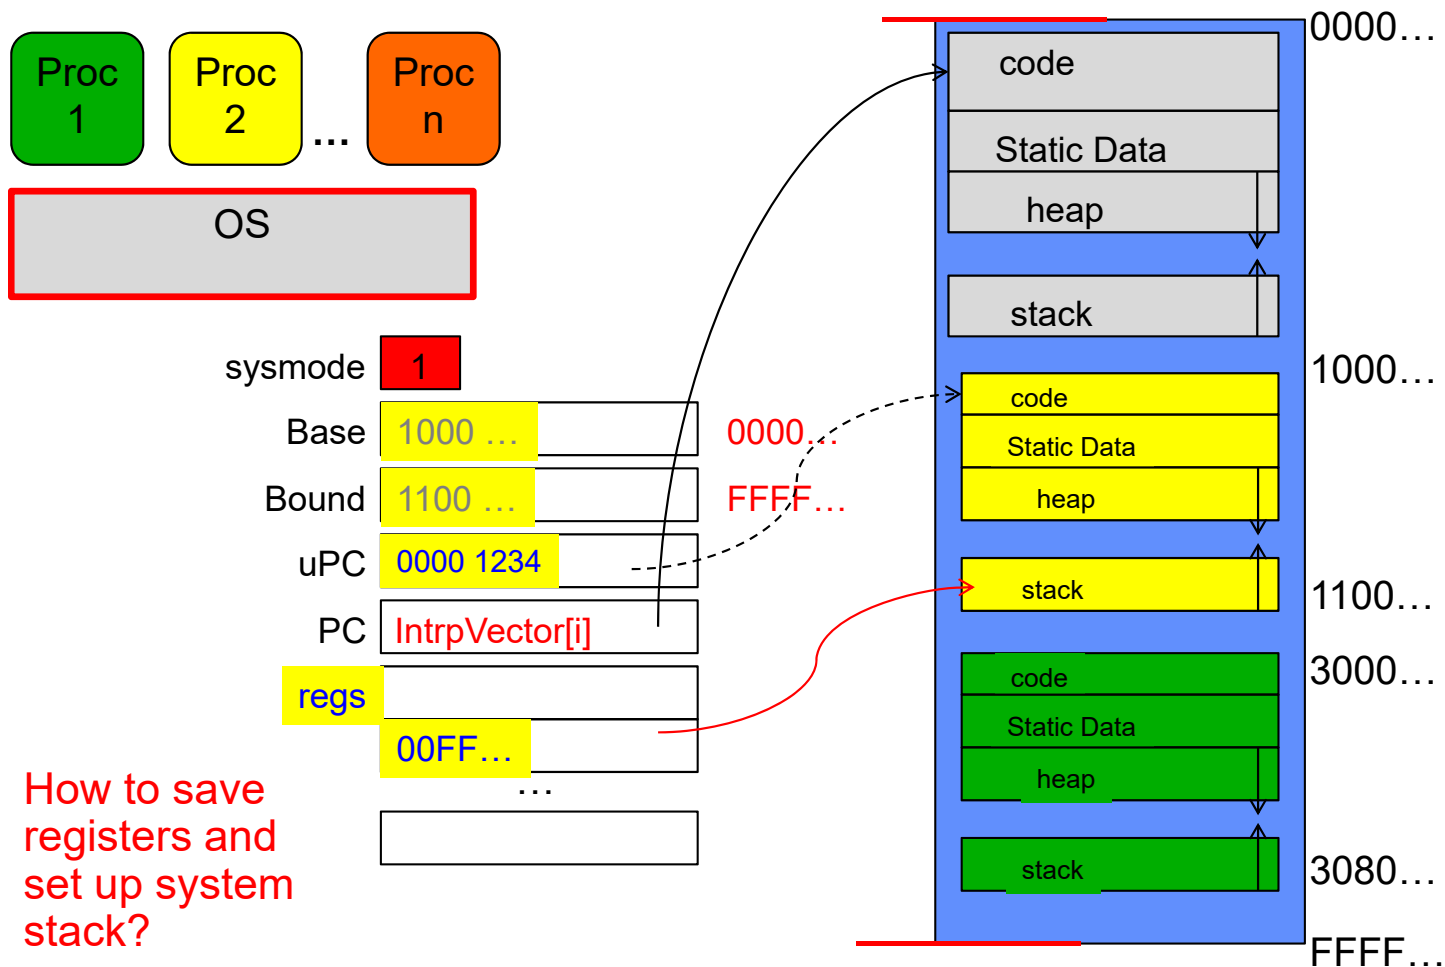 Proc
1
Proc
2
...
Proc
n
OS
sysmode 1
Base 1000 ... 0000...
Bound 1100 ... FFFF...
uPC 0000 1234
PC IntrpVector[i]
regs
00FF...
...
How to save
registers and
set up system
stack?
0000...
code
Static Data
heap
stack
1000...
code
Static Data
heap
stack
1100...
3000...
code
Static Data
heap
stack
3080...
FFFF...